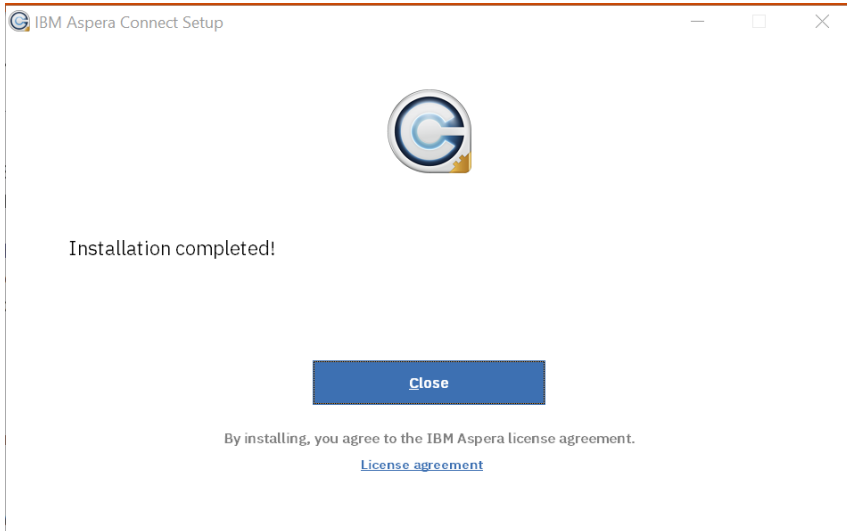 IBM Aspera Connect Setup
Installation completed!
Close
By installing, you agree to the IBM Aspera license agreement.
License agreement